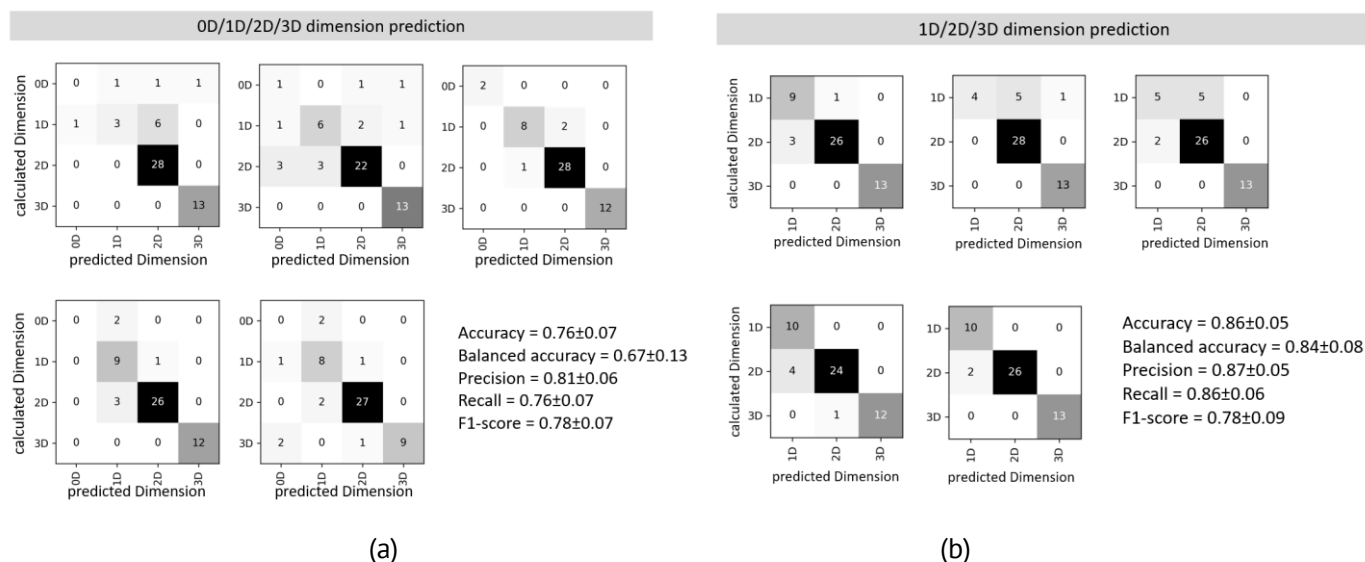 0D/1D/2D/3D dimension prediction
calculated Dimension
0D 0 1 1 1
1D 1 3 6 0
2D 0 0 28 0
3D 0 0 0 13
0D 1D 2D 3D
predicted Dimension
0D 1 0 1 1
1D 1 6 2 1
2D 3 3 22 0
3D 0 0 0 13
0D 1D 2D 3D
predicted Dimension
0D 2 0 0 0
1D 0 8 2 0
2D 0 1 28 0
3D 0 0 0 12
0D 1D 2D 3D
predicted Dimension
calculated Dimension
0D 0 2 0 0
1D 0 9 1 0
2D 0 3 26 0
3D 0 0 0 12
0D 1D 2D 3D
predicted Dimension
0D 0 2 0 0
1D 1 8 1 0
2D 0 2 27 0
3D 2 0 1 9
0D 1D 2D 3D
predicted Dimension
Accuracy = 0.76±0.07
Balanced accuracy = 0.67±0.13
Precision = 0.81±0.06
Recall = 0.76±0.07
F1-score = 0.78±0.07
(a)
1D/2D/3D dimension prediction
calculated Dimension
1D 9 1 0
2D 3 26 0
3D 0 0 13
1D 2D 3D
predicted Dimension
1D 4 5 1
2D 0 28 0
3D 0 0 13
1D 2D 3D
predicted Dimension
1D 5 5 0
2D 2 26 0
3D 0 0 13
1D 2D 3D
predicted Dimension
calculated Dimension
1D 10 0 0
2D 4 24 0
3D 0 1 12
1D 2D 3D
predicted Dimension
1D 10 0 0
2D 2 26 0
3D 0 0 13
1D 2D 3D
predicted Dimension
Accuracy = 0.86±0.05
Balanced accuracy = 0.84±0.08
Precision = 0.87±0.05
Recall = 0.86±0.06
F1-score = 0.78±0.09
(b)